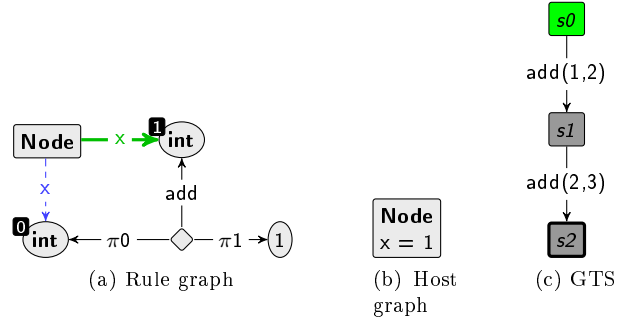 s0
add(1,2)
s1
add(2,3)
s2
1
Node
x
int
x
add
0
int
π0
π1
1
Node
x = 1
(a) Rule graph
(b) Host
graph
(c) GTS